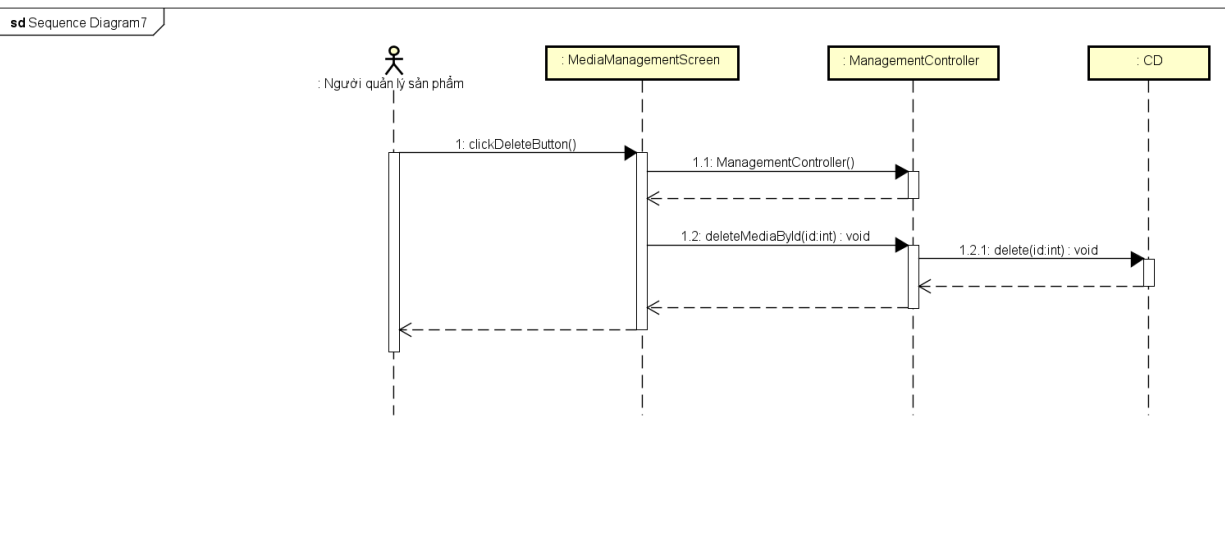 sd Sequence Diagram7
: Người quản lý sản phẩm
: MediaManagementScreen
: ManagementController
: CD
1: clickDeleteButton()
1.1: ManagementController()
1.2: deleteMediaById(id:int) : void
1.2.1: delete(id:int) : void